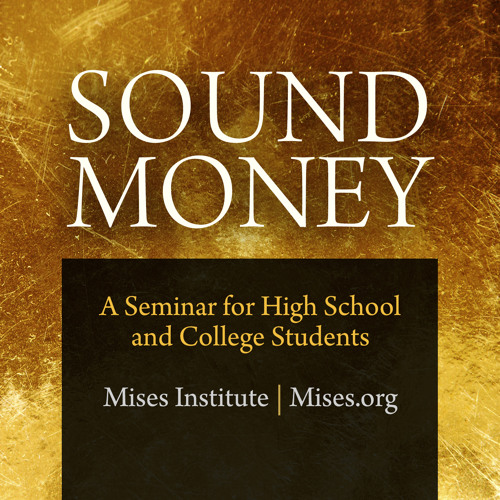 SOUND
MONEY
A Seminar for High School
and College Students
Mises Institute | Mises.org